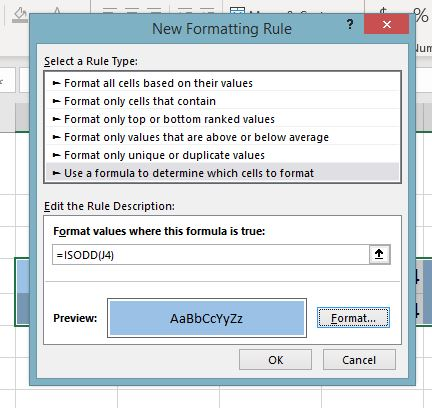 New Formatting Rule
?
Select a Rule Type:
► Format all cells based on their values
► Format only cells that contain
► Format only top or bottom ranked values
► Format only values that are above or below average
► Format only unique or duplicate values
► Use a formula to determine which cells to format
Edit the Rule Description:
Format values where this formula is true:
=ISODD(J4)
Preview:
AaBbCcYyZz
Format...
OK
Cancel